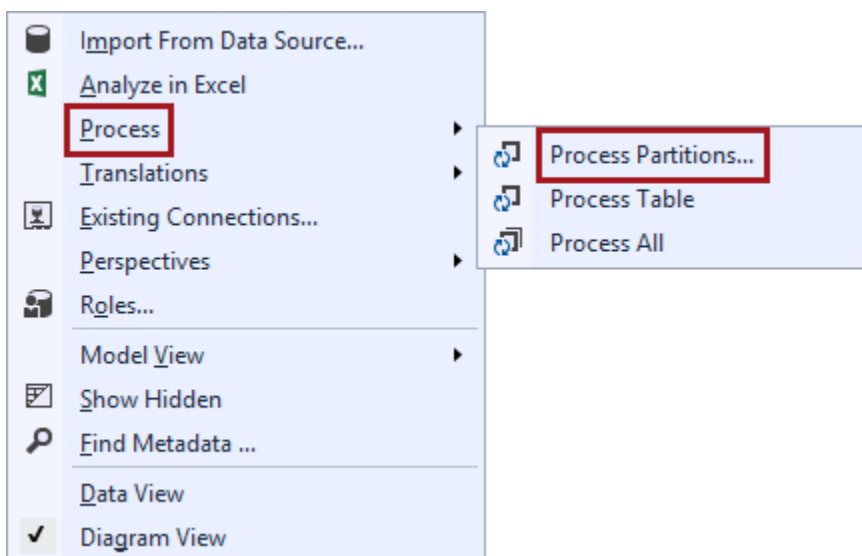 Import From Data Source...
Analyze in Excel
Process
Process Partitions...
Translations
Process Table
Existing Connections...
Process All
Perspectives
Roles...
Model View
Show Hidden
Find Metadata ...
Data View
Diagram View